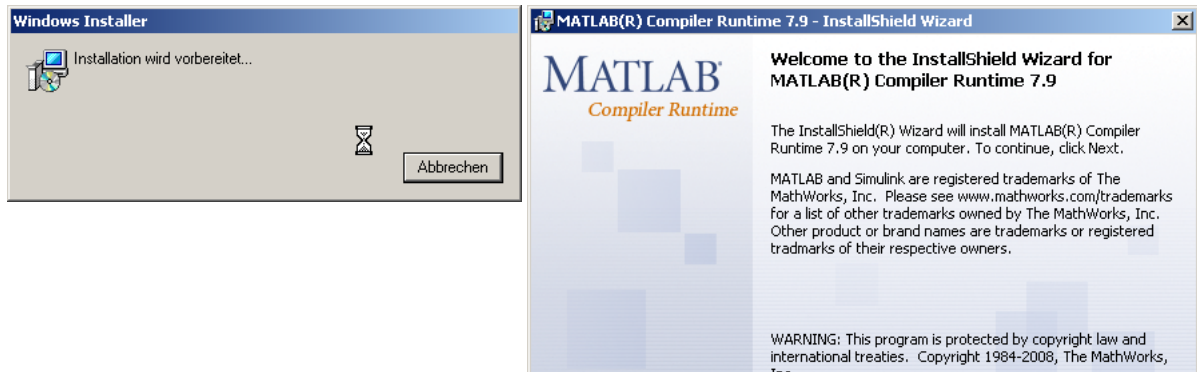 Windows Installer
Installation wird vorbereitet...
Abbrechen
MATLAB(R) Compiler Runtime 7.9 - InstallShield Wizard
MATLAB®
Compiler Runtime
Welcome to the InstallShield Wizard for
MATLAB(R) Compiler Runtime 7.9
The InstallShield(R) Wizard will install MATLAB(R) Compiler
Runtime 7.9 on your computer. To continue, click Next.
MATLAB and Simulink are registered trademarks of The
MathWorks, Inc. Please see www.mathworks.com/trademarks
for a list of other trademarks owned by The MathWorks, Inc.
Other product or brand names are trademarks or registered
tradmarks of their respective owners.
WARNING: This program is protected by copyright law and
international treaties. Copyright 1984-2008, The MathWorks,